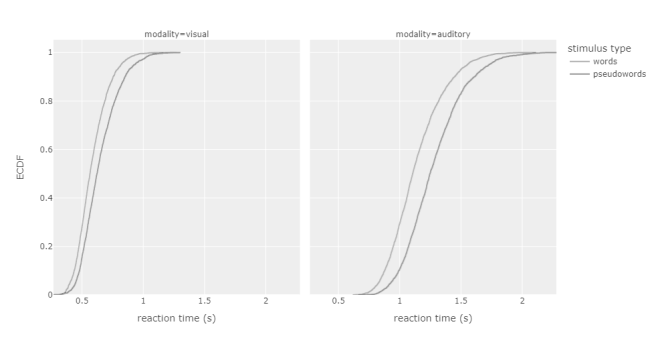 modality=visual
modality=auditory
stimulus type
words
pseudowords
1
0.8
0.6
0.4
0.2
0
ECDF
0.5
1
1.5
2
0.5
1
1.5
2
reaction time (s)
reaction time (s)